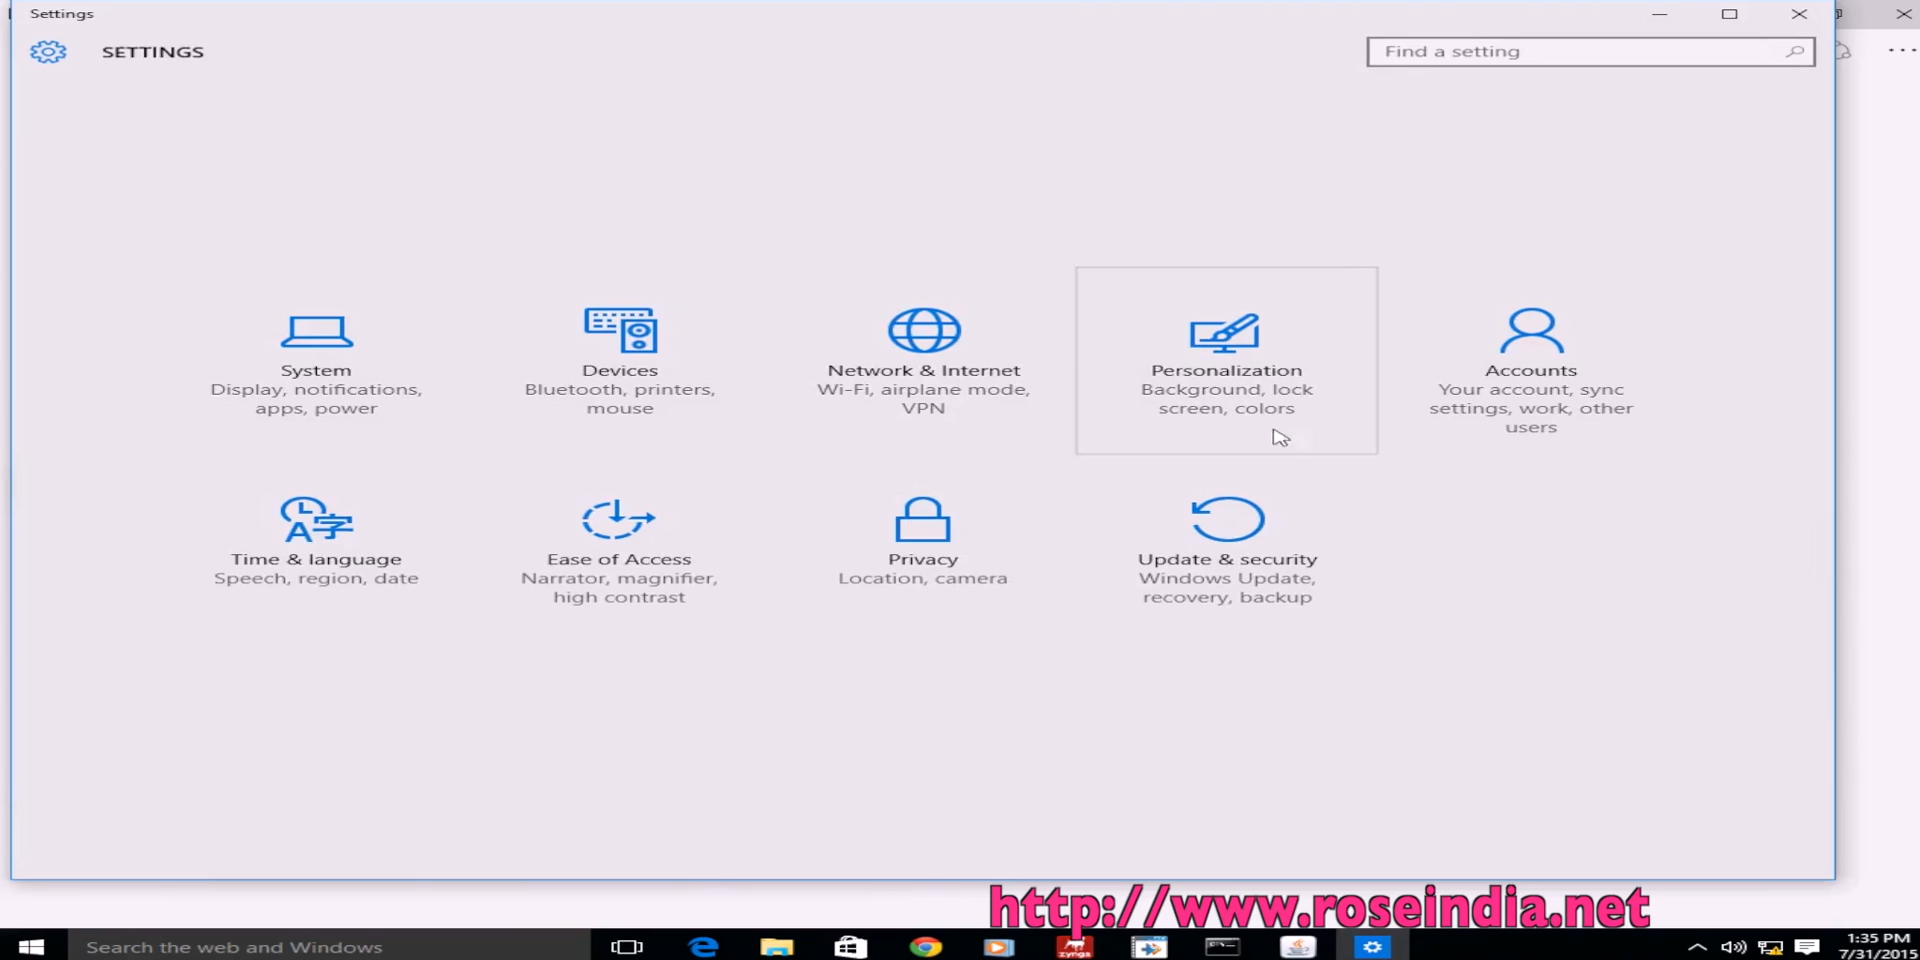 Settings
SETTINGS
Find a setting
System
Display, notifications,
apps, power
Devices
Bluetooth, printers,
mouse
Network & Internet
Wi-Fi, airplane mode,
VPN
Personalization
Background, lock
screen, colors
Accounts
Your account, sync
settings, work, other
users
Time & language
Speech, region, date
Ease of Access
Narrator, magnifier,
high contrast
Privacy
Location, camera
Update & security
Windows Update,
recovery, backup
http://www.roseindia.net
Search the web and Windows
zynga
1:35 PM
7/31/2015